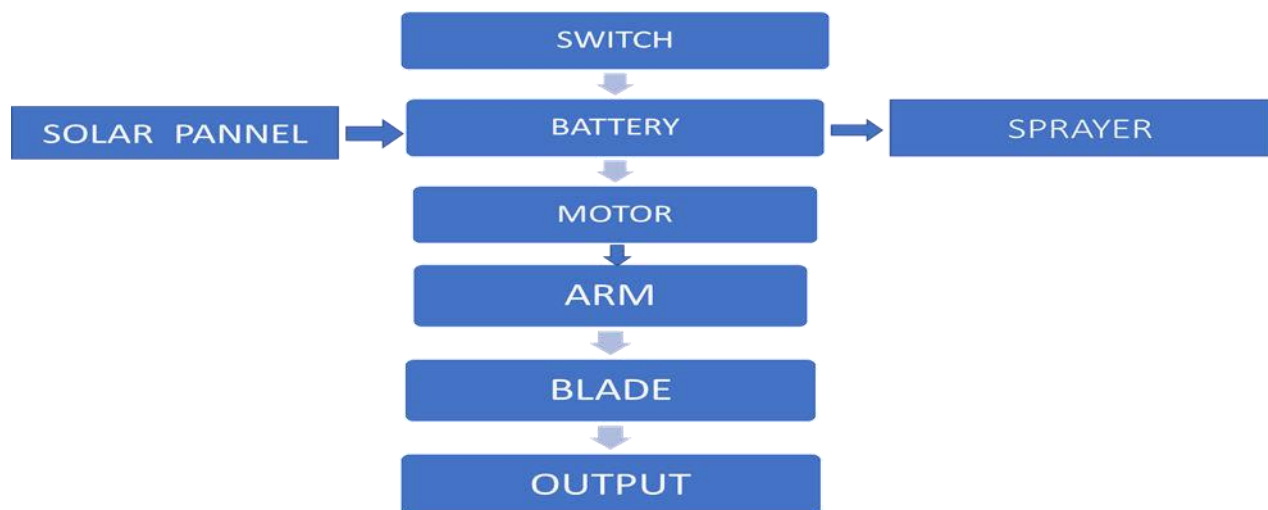 SWITCH
SOLAR PANNEL
BATTERY
SPRAYER
MOTOR
ARM
BLADE
OUTPUT